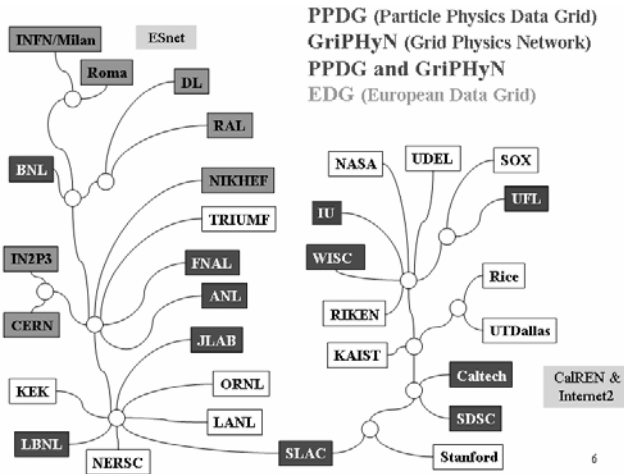 PPDG (Particle Physics Data Grid)
GriPHyN (Grid Physics Network)
PPDG and GriPHyN
EDG (European Data Grid)
INFN/Milan
ESnet
Roma
DL
RAL
BNL
NIKHEF
TRIUMF
IN2P3
FNAL
ANL
CERN
JLAB
KEK
ORNL
LANL
LBNL
NERSC
SLAC
NASA
UDEL
SOX
IU
UFL
WISC
Rice
RIKEN
UTDallas
KAIST
Caltech
CalREN &
Internet2
SDSC
Stanford
6